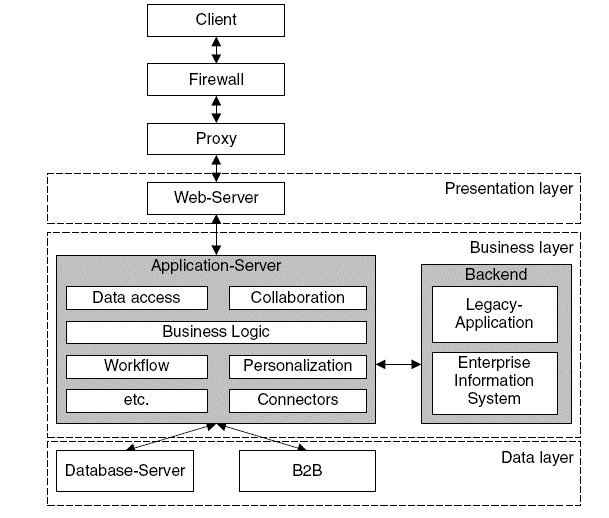 Client
Firewall
Proxy
Web-Server
Presentation layer
Business layer
Application-Server
Data access
Collaboration
Business Logic
Workflow
Personalization
etc.
Connectors
Backend
Legacy-
Application
Enterprise
Information
System
Database-Server
B2B
Data layer